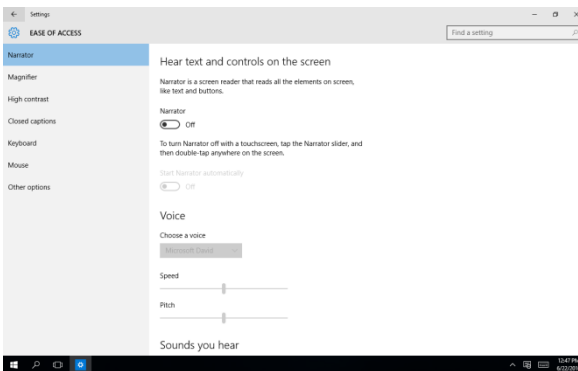 Settings
EASE OF ACCESS
Find a setting
Narrator
Magnifier
High contrast
Closed captions
Keyboard
Mouse
Other options
Hear text and controls on the screen
Narrator is a screen reader that reads all the elements on screen,
like text and buttons.
Narrator
Off
To turn Narrator off with a touchscreen, tap the Narrator slider, and
then double-tap anywhere on the screen.
Start Narrator automatically
Off
Voice
Choose a voice
Microsoft David
Speed
Pitch
Sounds you hear
12:47 PM